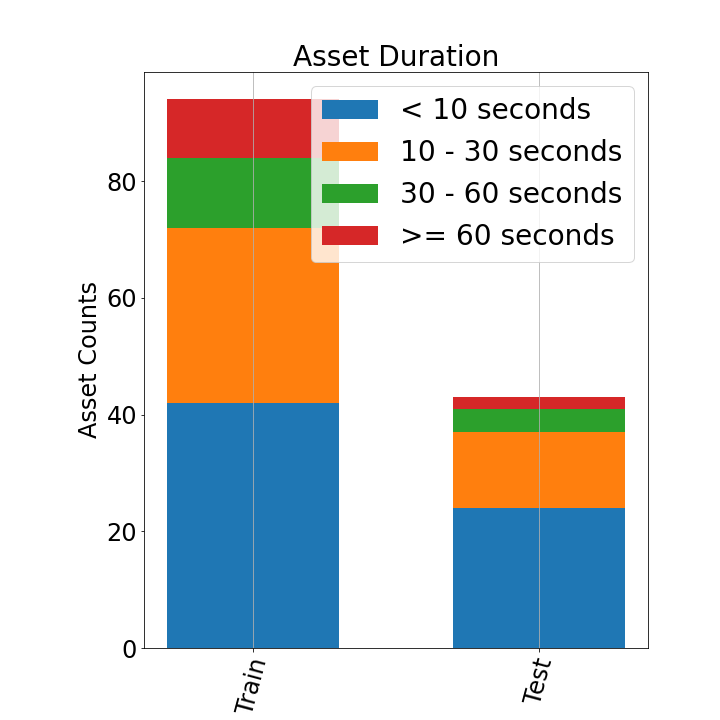 Asset Duration
< 10 seconds
10 - 30 seconds
30 - 60 seconds
>= 60 seconds
Asset Counts
80
60
40
20
0
Train
Test